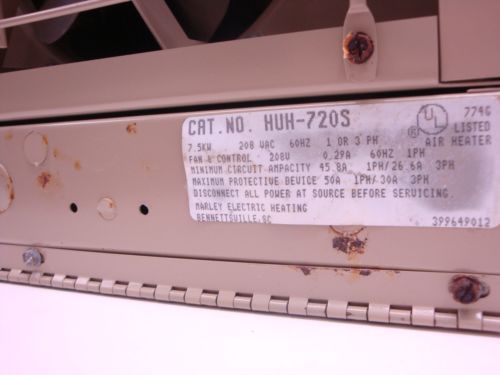 CAT. NO. HUH-720S
7.5KW 208 VAC 60HZ 1 OR 3 PH
FAN & CONTROL 208V 0.29A 60HZ 1PH
MINIMUM CIRCUIT AMPACITY 45.8A 1PH/26.6A 3PH
MAXIMUM PROTECTIVE DEVICE 50A 1PH/30A 3PH
DISCONNECT ALL POWER AT SOURCE BEFORE SERVICING.
MARLEY ELECTRIC HEATING
BENNETTSVILLE, SC
UL ®
774G
LISTED
AIR HEATER
399649012